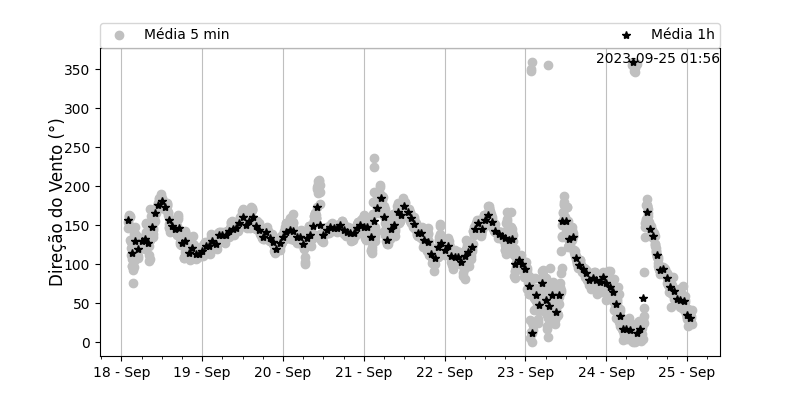 Média 5 min
Média 1h
2023-09-25 01:56
Direção do Vento (°)
350
300
250
200
150
100
50
0
18 - Sep
19 - Sep
20 - Sep
21 - Sep
22 - Sep
23 - Sep
24 - Sep
25 - Sep